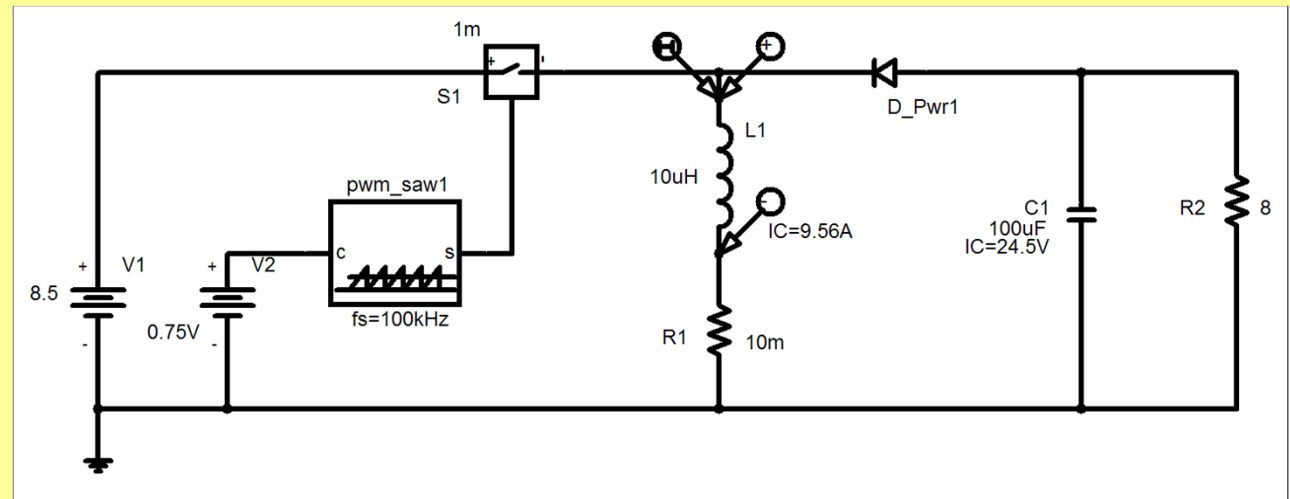 1m
+
'
S1
+
D_Pwr1
L1
10uH
pwm_saw1
-
IC=9.56A
C1
100uF
IC=24.5V
R2
8
c
s
+
V1
+
V2
8.5
fs=100kHz
0.75V
-
-
R1
10m